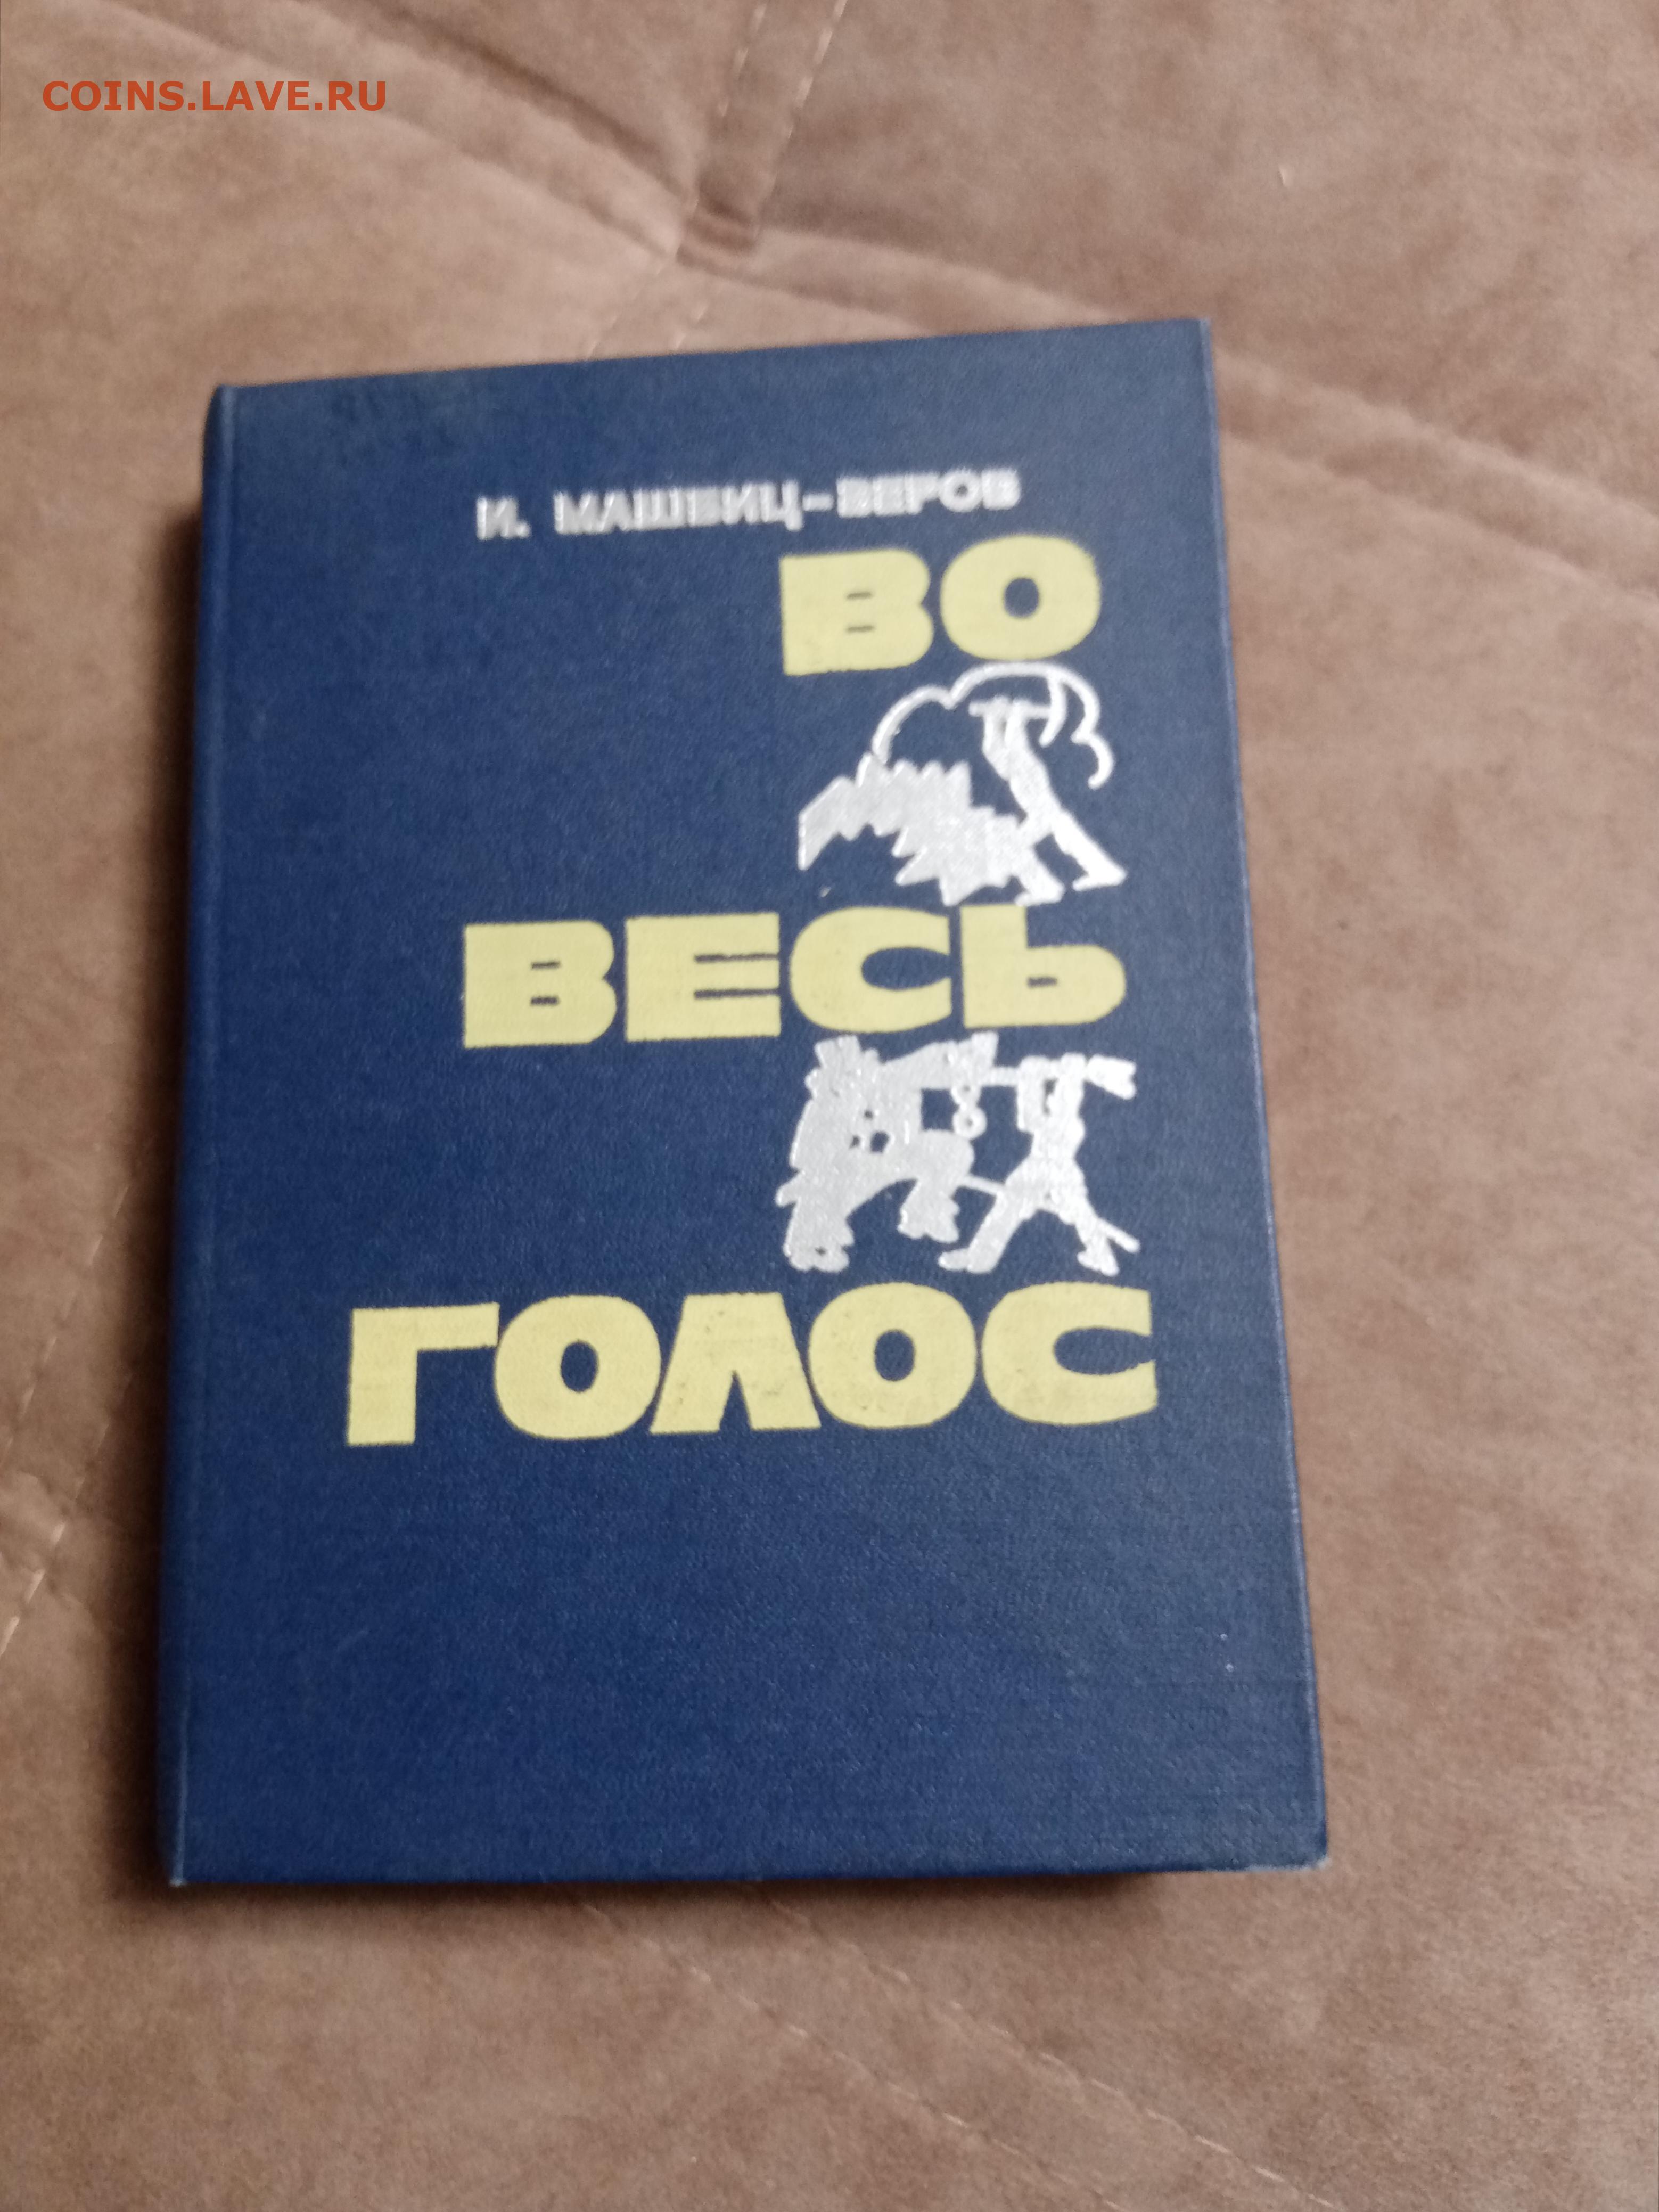 COINS.LAVE.RU
И. МАШБИЦ-ВЕРОВ
ВО
ВЕСЬ
ГОЛОС